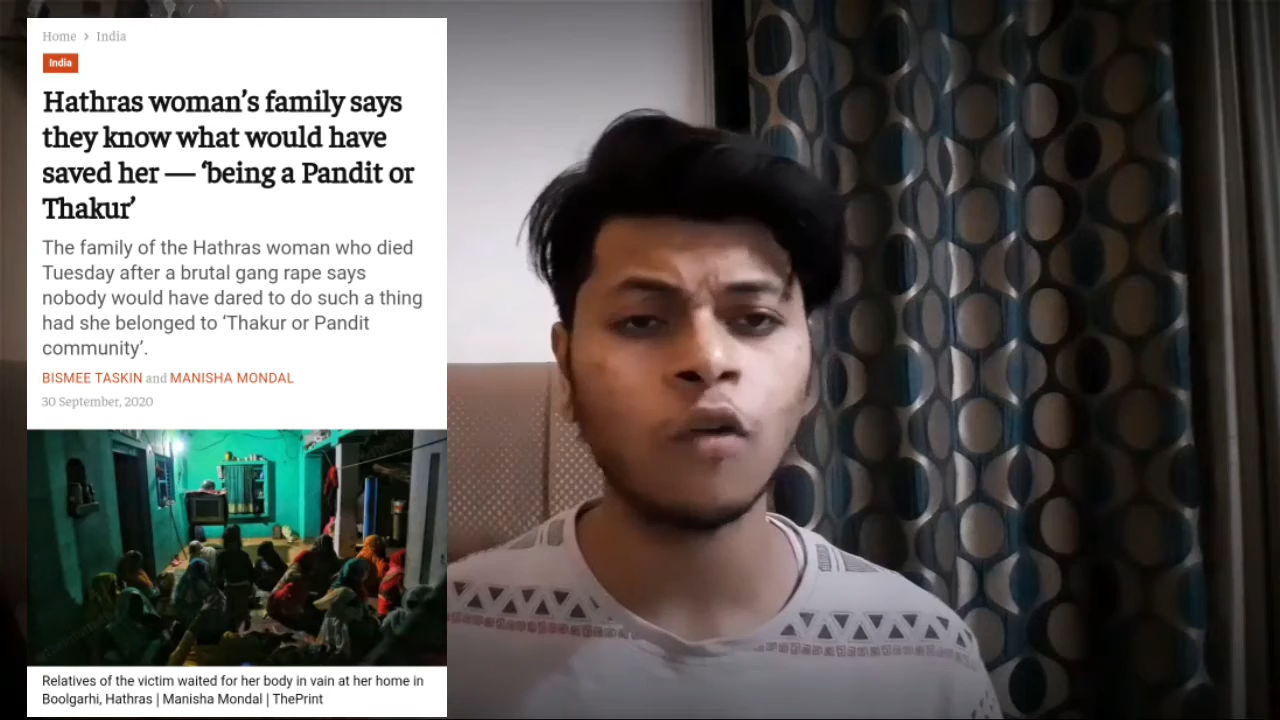 Home > India
India
Hathras woman’s family says
they know what would have
saved her — ‘being a Pandit or
Thakur’
The family of the Hathras woman who died
Tuesday after a brutal gang rape says
nobody would have dared to do such a thing
had she belonged to ‘Thakur or Pandit
community’.
BISMEE TASKIN and MANISHA MONDAL
30 September, 2020
Relatives of the victim waited for her body in vain at her home in
Boolgarhi, Hathras | Manisha Mondal | ThePrint